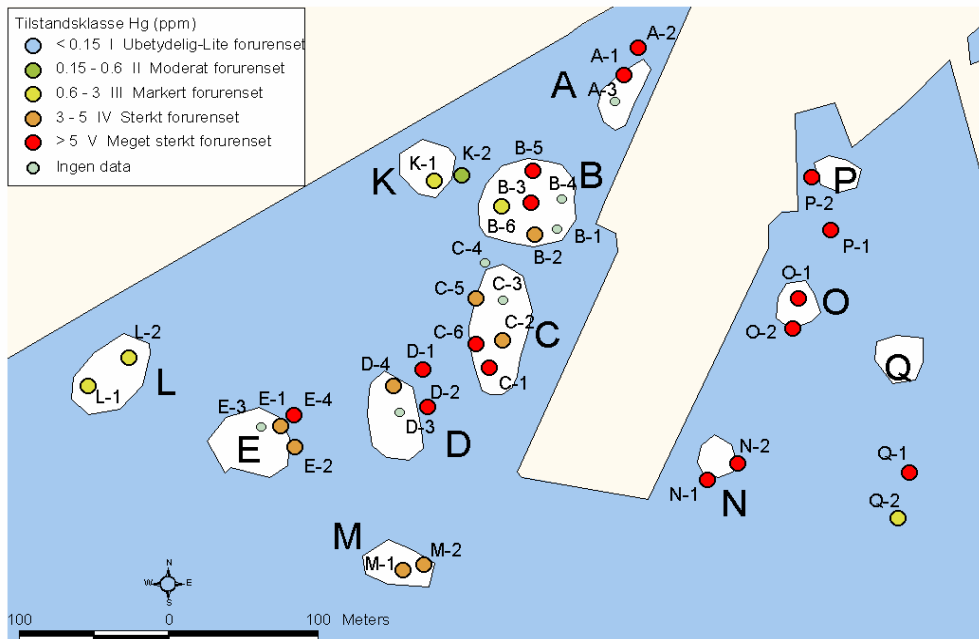 Tilstandsklasse Hg (ppm)
< 0.15 I Ubetydelig-Lite forurenset
0.15 - 0.6 II Moderat forurenset
0.6 - 3 III Markert forurenset
3 - 5 IV Sterkt forurenset
> 5 V Meget sterkt forurenset
Ingen data
A-2
A-1
A
A-3
B-5
K-1
K-2
K
B-3
B-4
B
P
P-2
B-6
B-1
P-1
C-4
B-2
O-1
C-5
C-3
O
C-2
C
O-2
L-2
C-6
D-1
L
L-1
D-4
C-1
Q
E-3
E-1
E-4
D-2
D-3
D
E
E-2
N-2
Q-1
N-1
N
Q-2
M
M-2
M-1
N
W
E
S
100
0
100
Meters